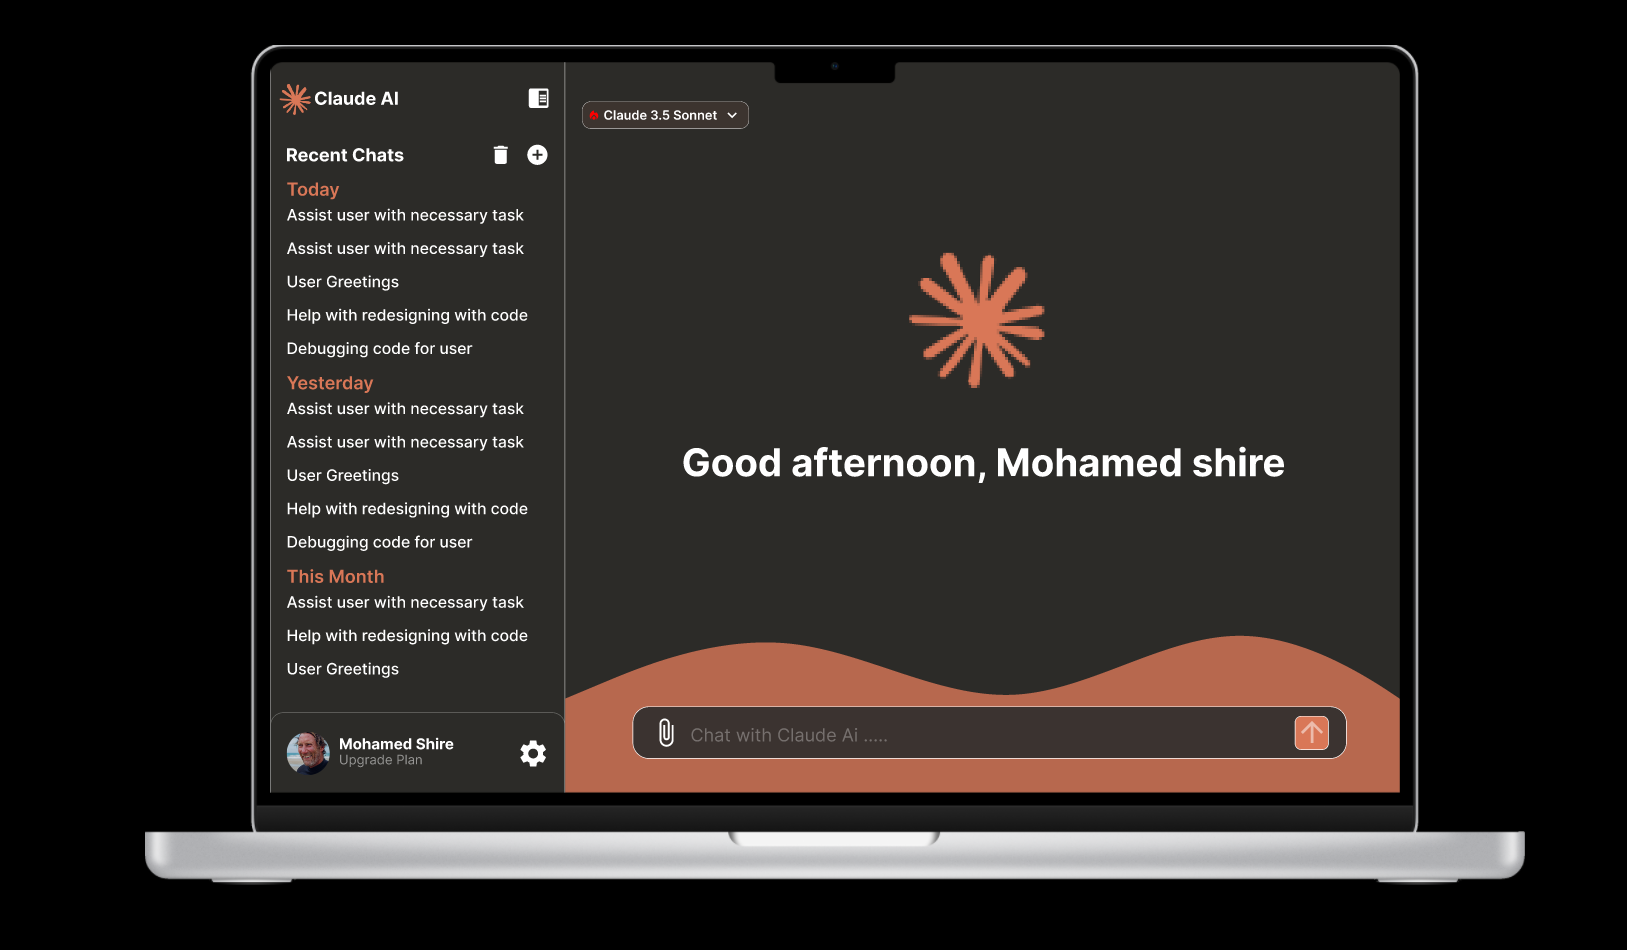 Claude AI
Recent Chats
Today
Assist user with necessary task
Assist user with necessary task
User Greetings
Help with redesigning with code
Debugging code for user
Yesterday
Assist user with necessary task
Assist user with necessary task
User Greetings
Help with redesigning with code
Debugging code for user
This Month
Assist user with necessary task
Help with redesigning with code
User Greetings
Mohamed Shire
Upgrade Plan
Claude 3.5 Sonnet
Good afternoon, Mohamed shire
Chat with Claude Ai .....